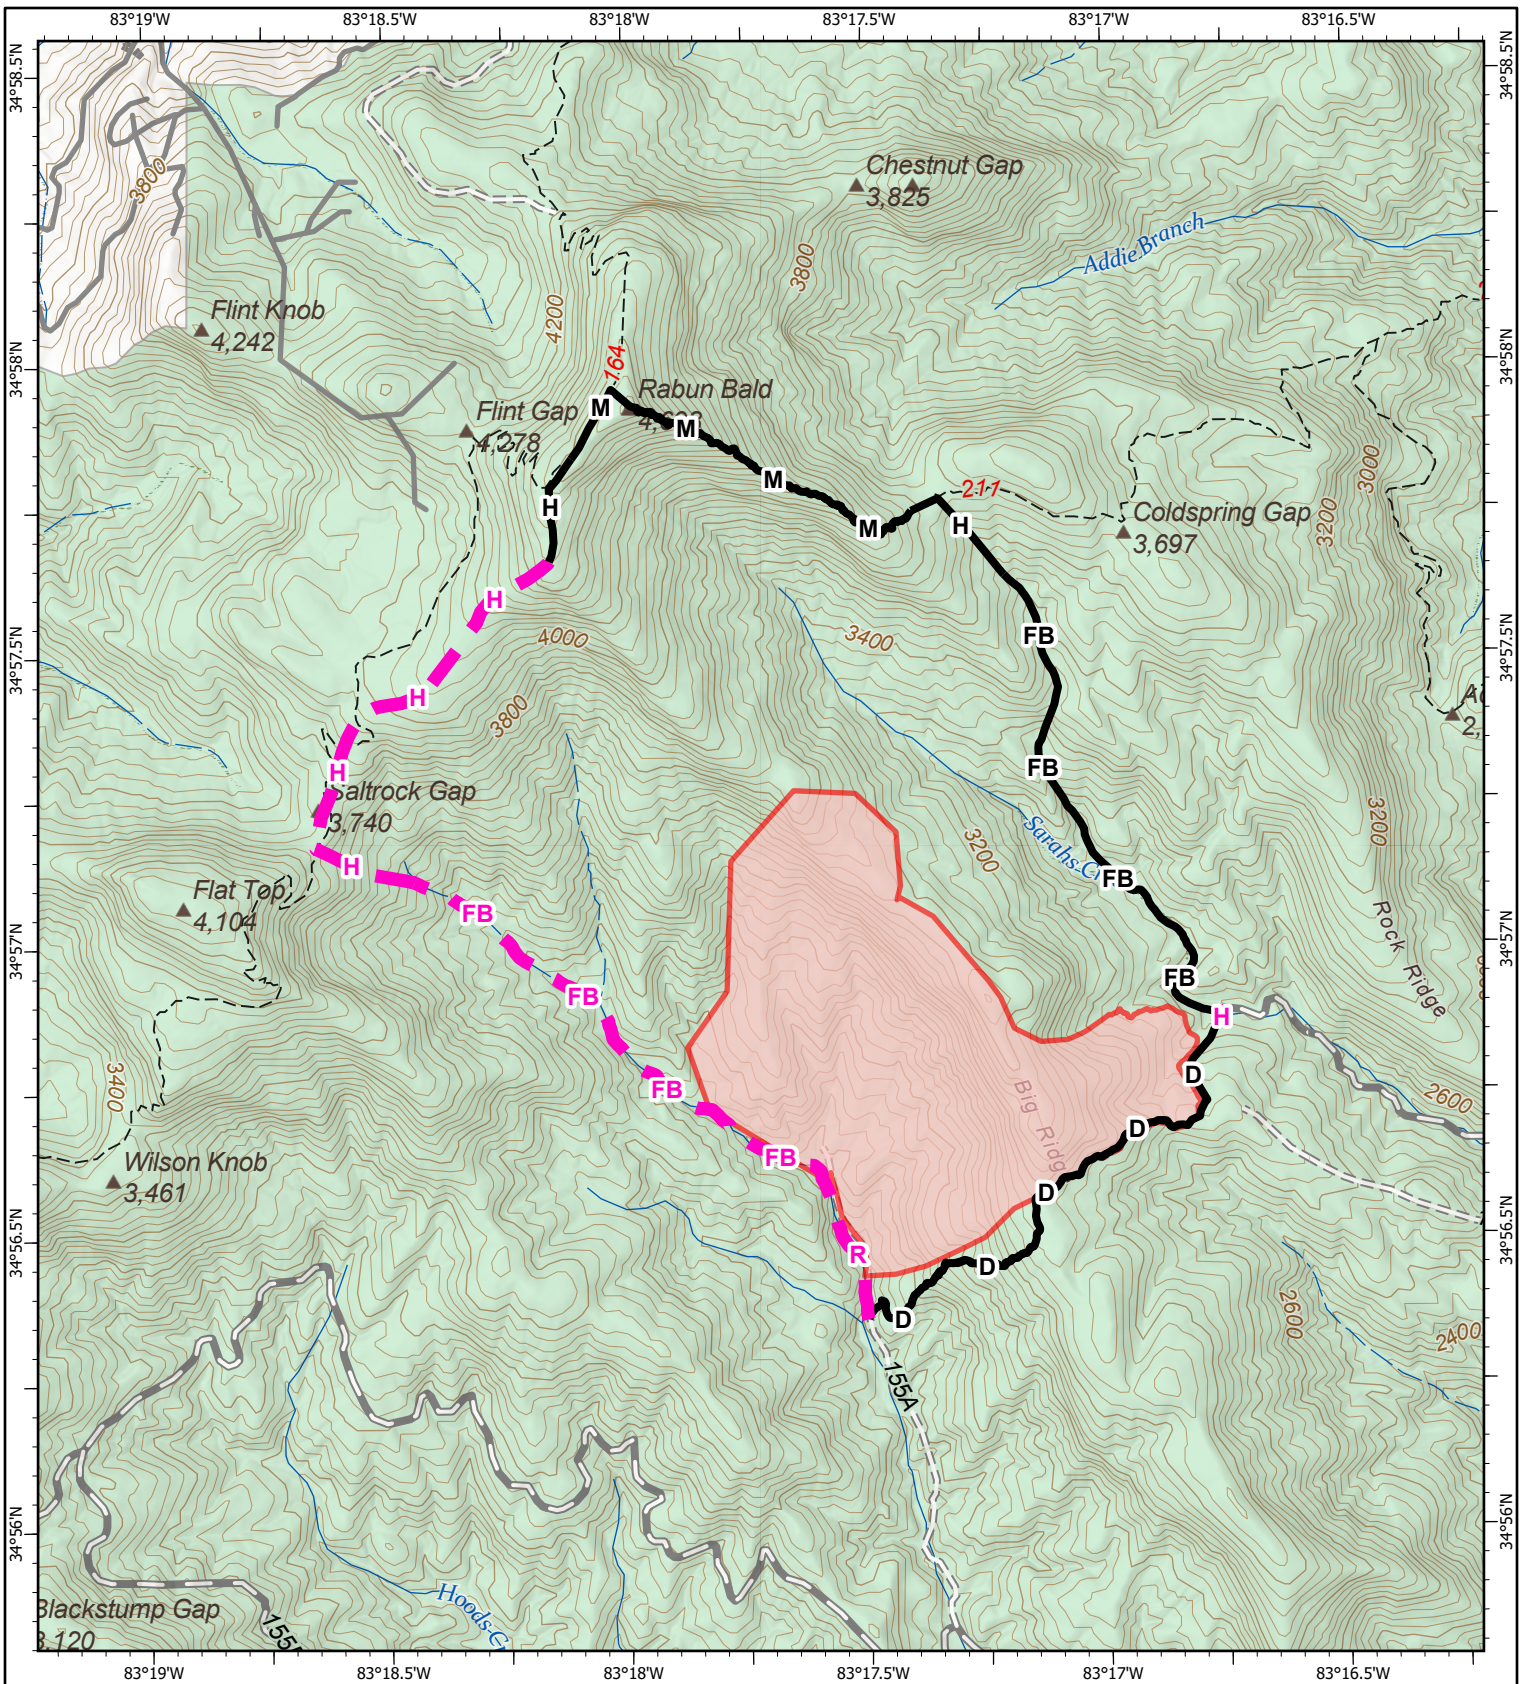 83°19'W 83°18.5'W 83°18'W 83°17.5'W 83°17'W 83°16.5'W
34°58.5'N
34°58.5'N
Chestnut Gap
3,825
3800
Addie Branch
3800
Flint Knob
4,242
4200
34°58'N
34°58'N
164
Rabun Bald
M
M
Flint Gap
4,278
3000
M
211
H
M
H
Coldspring Gap
3,697
3200
H
4000
3400
FB
34°57.5'N
34°57.5'N
H
3800
FB
H
Saltrock Gap
3,740
3200
3200
Sarahs
H
FB
Flat Top
4,104
FB
Rock Ridge
34°57'N
34°57'N
FB
FB
H
3400
FB
D
Big
2600
D
FB
Wilson Knob
3,461
D
34°56.5'N
34°56.5'N
R
D
2600
D
2400
155A
34°56'N
34°56'N
Hoods
Blackstump Gap
3,120
83°19'W 83°18.5'W 83°18'W 83°17.5'W 83°17'W 83°16.5'W